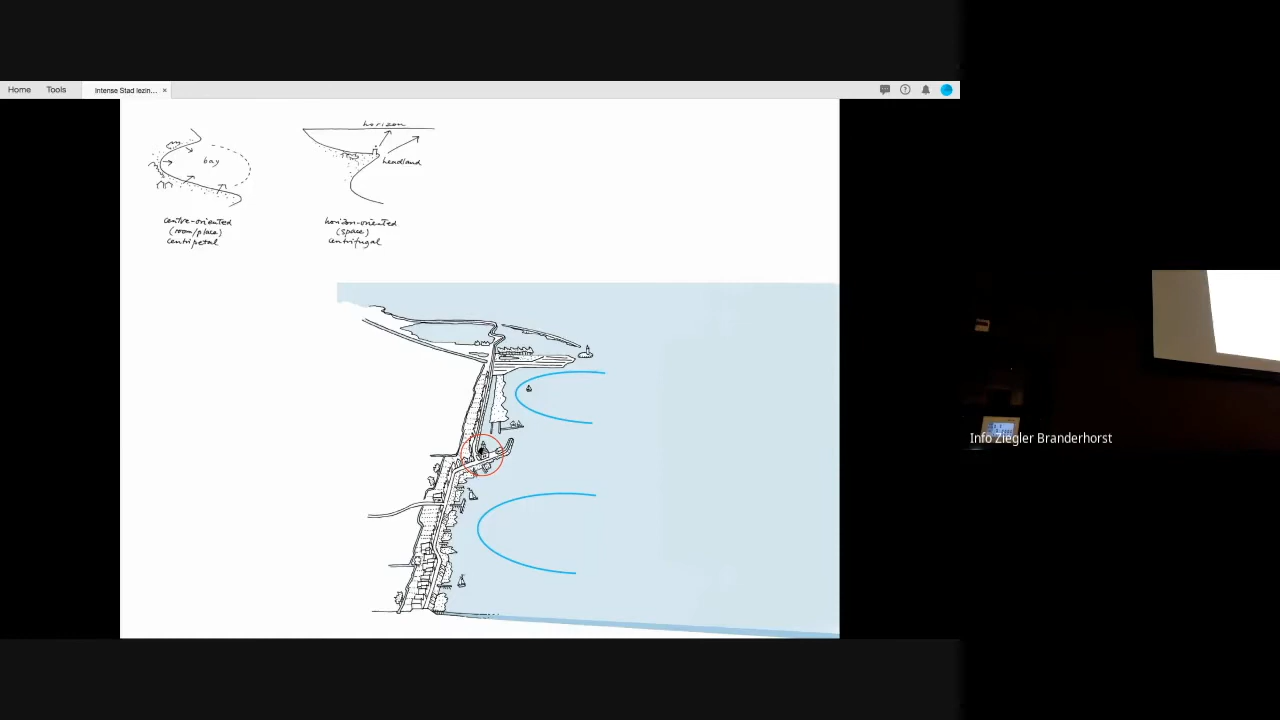 Home Tools Intense Stad lezin... ×
horizon
bay
headland
centre-oriented
(room/place)
centripetal
horizon-oriented
(space)
centrifugal
Info Ziegler Branderhorst